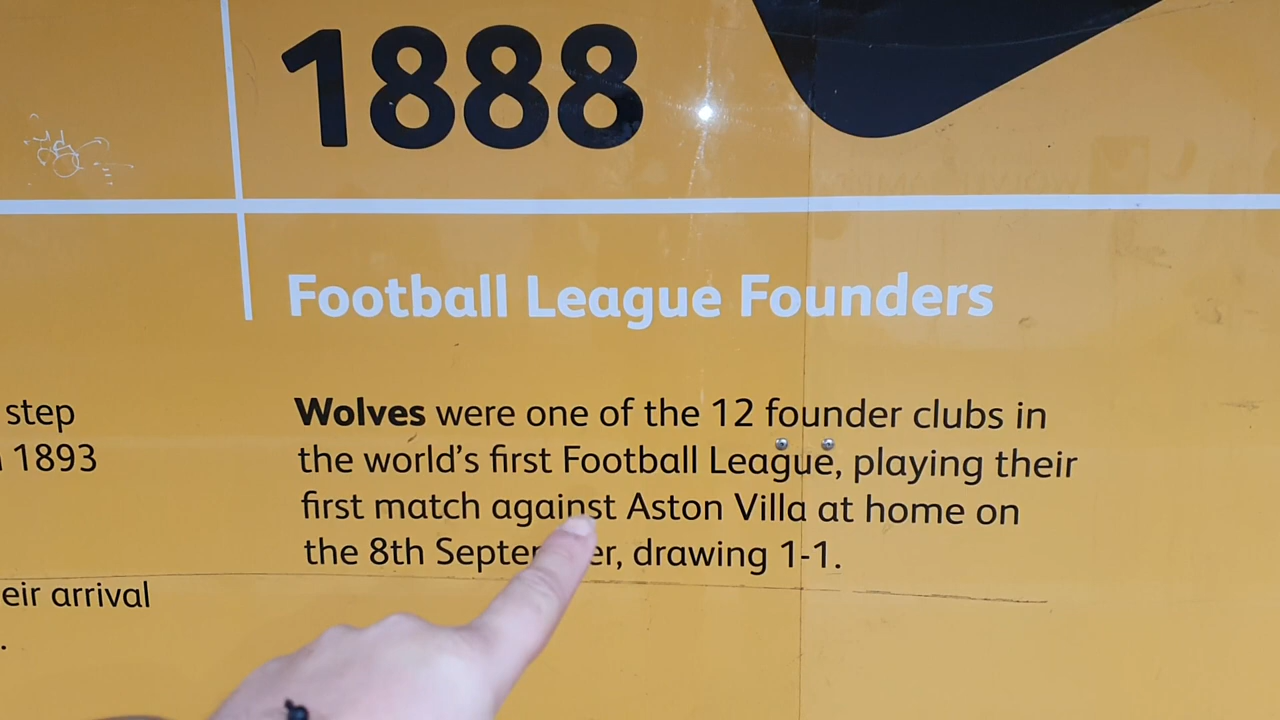 1888
Football League Founders
step
1893
eir arrival
.
Wolves were one of the 12 founder clubs in
the world's first Football League, playing their
first match against Aston Villa at home on
the 8th September, drawing 1-1.